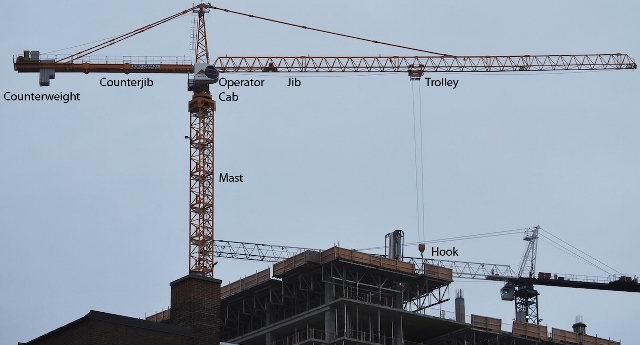 Counterweight
Counterjib
Operator
Cab
Jib
Trolley
Mast
Hook